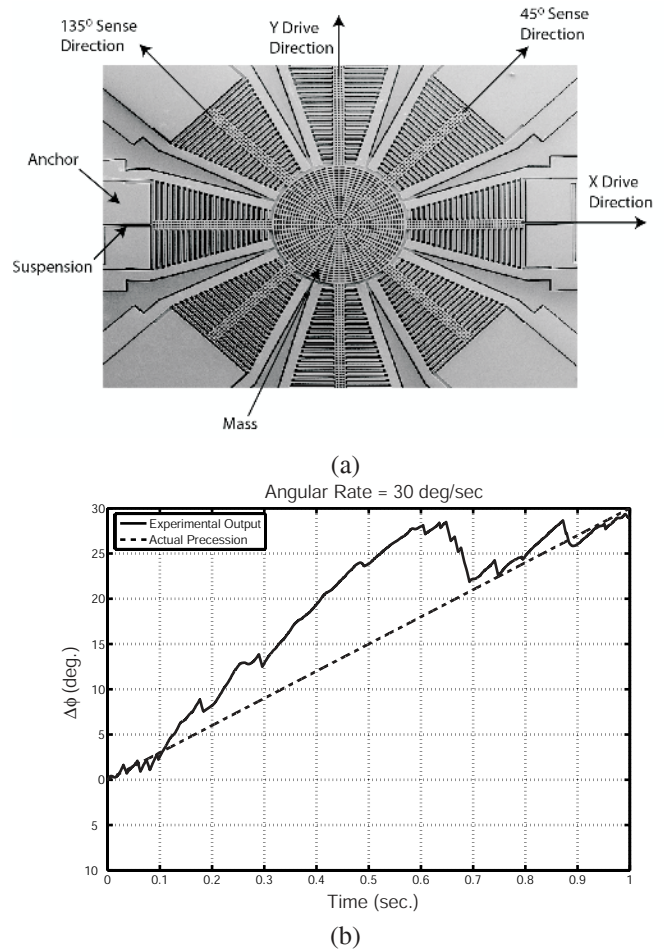 135º Sense
Direction
Y Drive
Direction
45º Sense
Direction
Anchor
X Drive
Direction
Suspension
Mass
(a)
Angular Rate = 30 deg/sec
Experimental Output
Actual Precession
30
25
20
15
10
5
0
5
10
Δϕ (deg.)
0 0.1 0.2 0.3 0.4 0.5 0.6 0.7 0.8 0.9 1
Time (sec.)
(b)